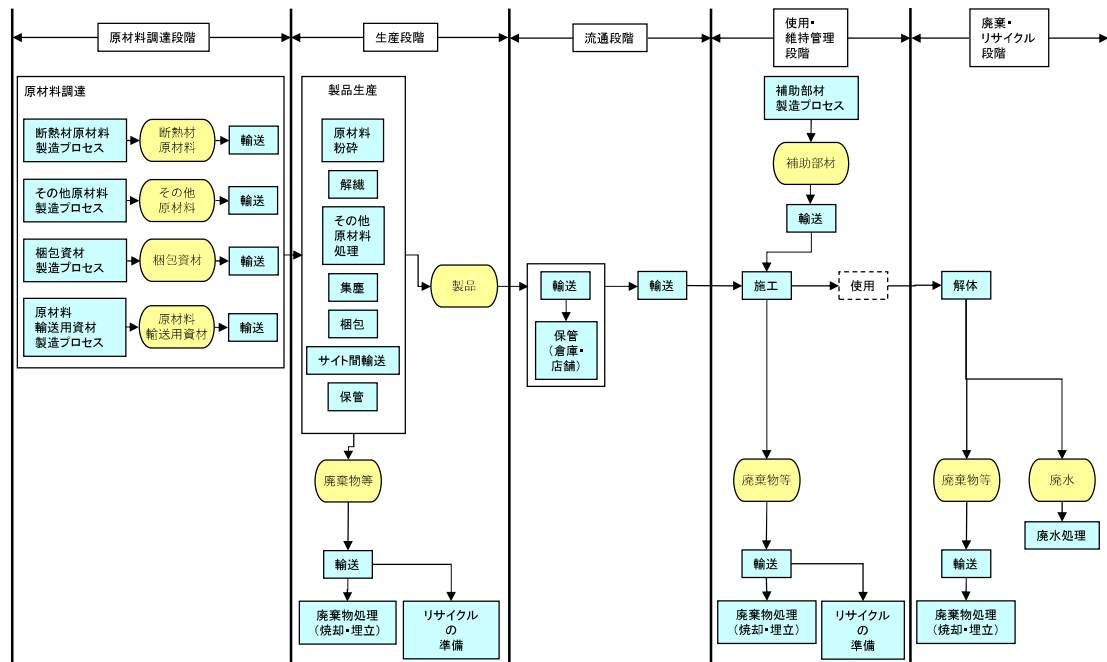 原材料調達段階
生産段階
流通段階
使用・
維持管理
段階
廃棄・
リサイクル
段階
原材料調達
断熱材原材料
製造プロセス
断熱材
原材料
輸送
その他原材料
製造プロセス
その他
原材料
輸送
梱包資材
製造プロセス
梱包資材
輸送
原材料
輸送用資材
製造プロセス
原材料
輸送用資材
輸送
製品生産
原材料
粉砕
解繊
その他
原材料
処理
集塵
梱包
サイト間輸送
保管
廃棄物等
輸送
廃棄物処理
(焼却・埋立)
リサイクル
の
準備
製品
輸送
保管
(倉庫・
店舗)
輸送
補助部材
製造プロセス
補助部材
輸送
施工
使用
廃棄物等
輸送
廃棄物処理
(焼却・埋立)
リサイクル
の
準備
解体
廃棄物等
輸送
廃棄物処理
(焼却・埋立)
廃水
廃水処理